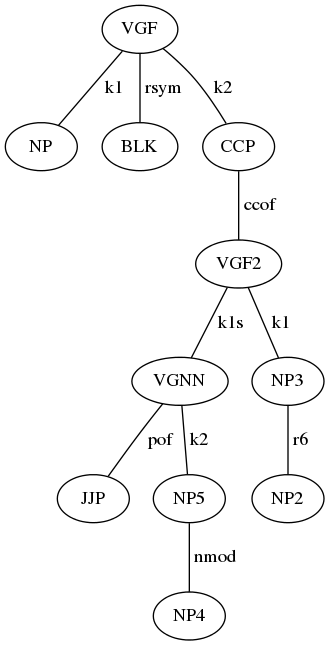 VGF
k1 rsym k2
NP BLK CCP
ccof
VGF2
k1s k1
VGNN NP3
pof k2 r6
JJP NP5 NP2
nmod
NP4